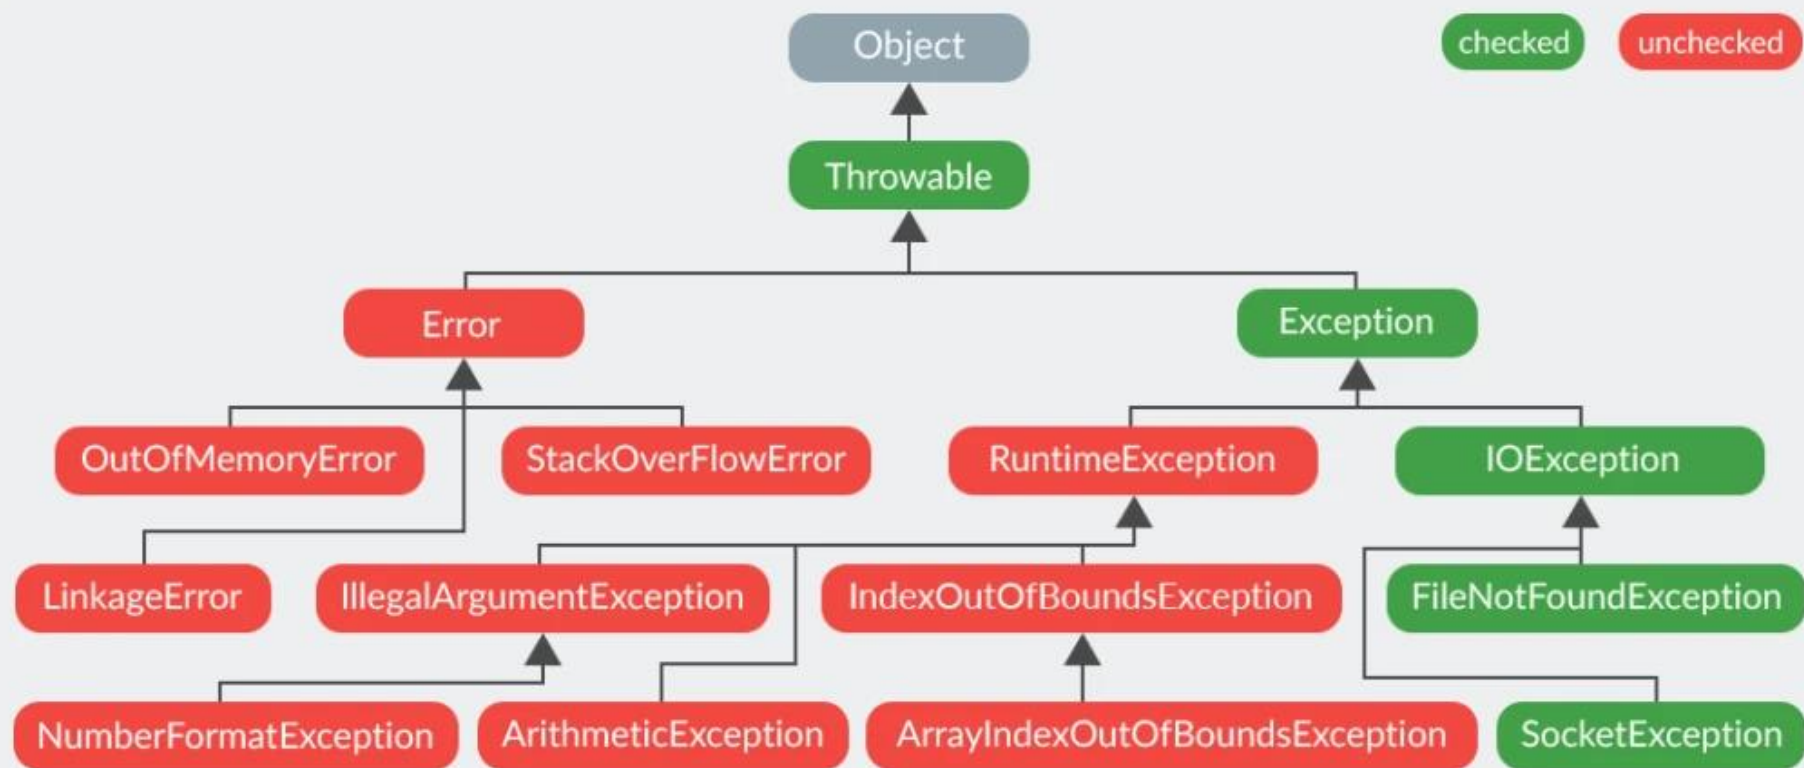 Object
checked
unchecked
Throwable
Error
Exception
OutOfMemoryError
StackOverFlowError
RuntimeException
IOException
LinkageError
IllegalArgumentException
IndexOutOfBoundsException
FileNotFoundException
NumberFormatException
ArithmeticException
ArrayIndexOutOfBoundsException
SocketException